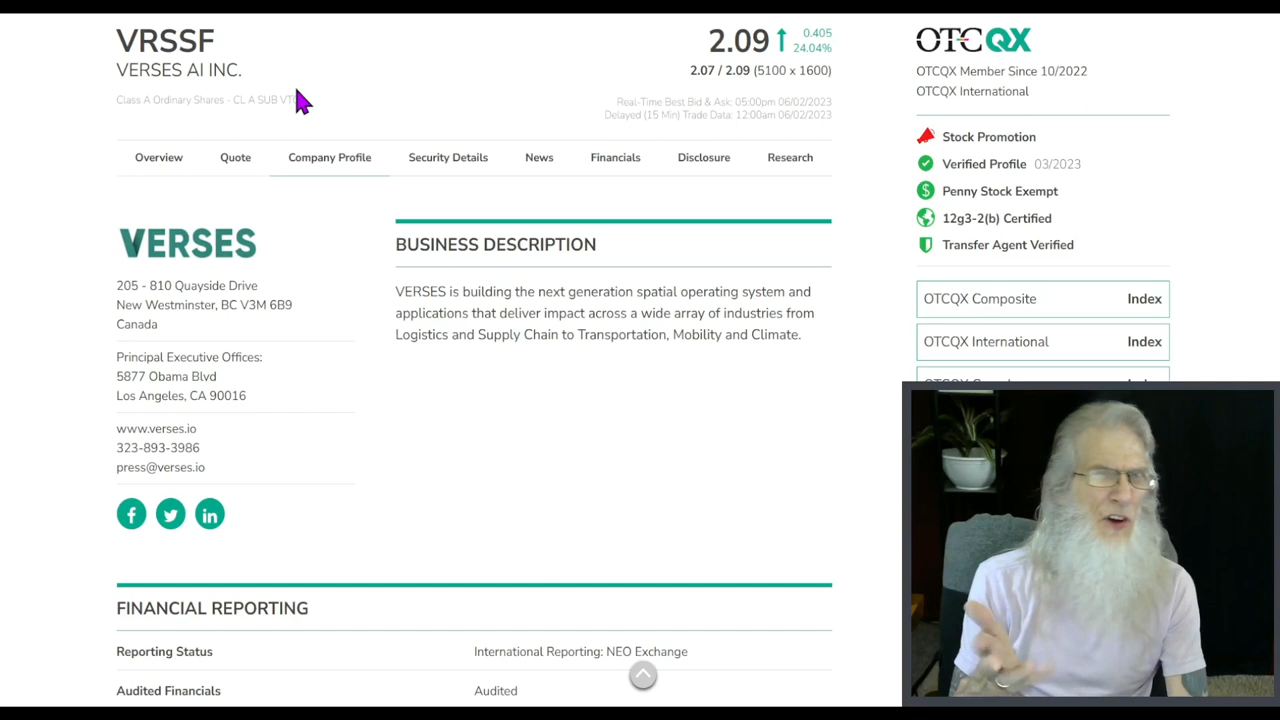 VRSSF
VERSES AI INC.
Class A Ordinary Shares - CL A SUB
2.09 0.405
24.04%
2.07 / 2.09 (5100 x 1600)
Real-Time Best Bid & Ask: 05:00pm 06/02/2023
Delayed (15 Min) Trade Data: 12:00am 06/02/2023
Overview Quote Company Profile Security Details News Financials Disclosure Research
VERSES
205 - 810 Quayside Drive
New Westminster, BC V3M 6B9
Canada
Principal Executive Offices:
5877 Obama Blvd
Los Angeles, CA 90016
www.verses.io
323-893-3986
press@verses.io
BUSINESS DESCRIPTION
VERSES is building the next generation spatial operating system and
applications that deliver impact across a wide array of industries from
Logistics and Supply Chain to Transportation, Mobility and Climate.
FINANCIAL REPORTING
Reporting Status International Reporting: NEO Exchange
Audited Financials Audited
OTCQX
OTCQX Member Since 10/2022
OTCQX International
Stock Promotion
Verified Profile 03/2023
Penny Stock Exempt
12g3-2(b) Certified
Transfer Agent Verified
OTCQX Composite Index
OTCQX International Index